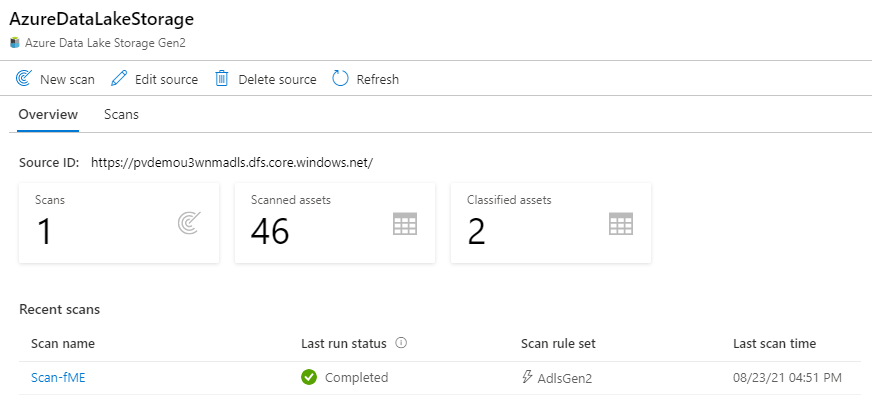 AzureDataLakeStorage
Azure Data Lake Storage Gen2
New scan Edit source Delete source Refresh
Overview Scans
Source ID: https://pvdemou3wnmadls.dfs.core.windows.net/
Scans Scanned assets Classified assets
1 46 2
Recent scans
Scan name Last run status Scan rule set Last scan time
Scan-fME Completed AdlsGen2 08/23/21 04:51 PM